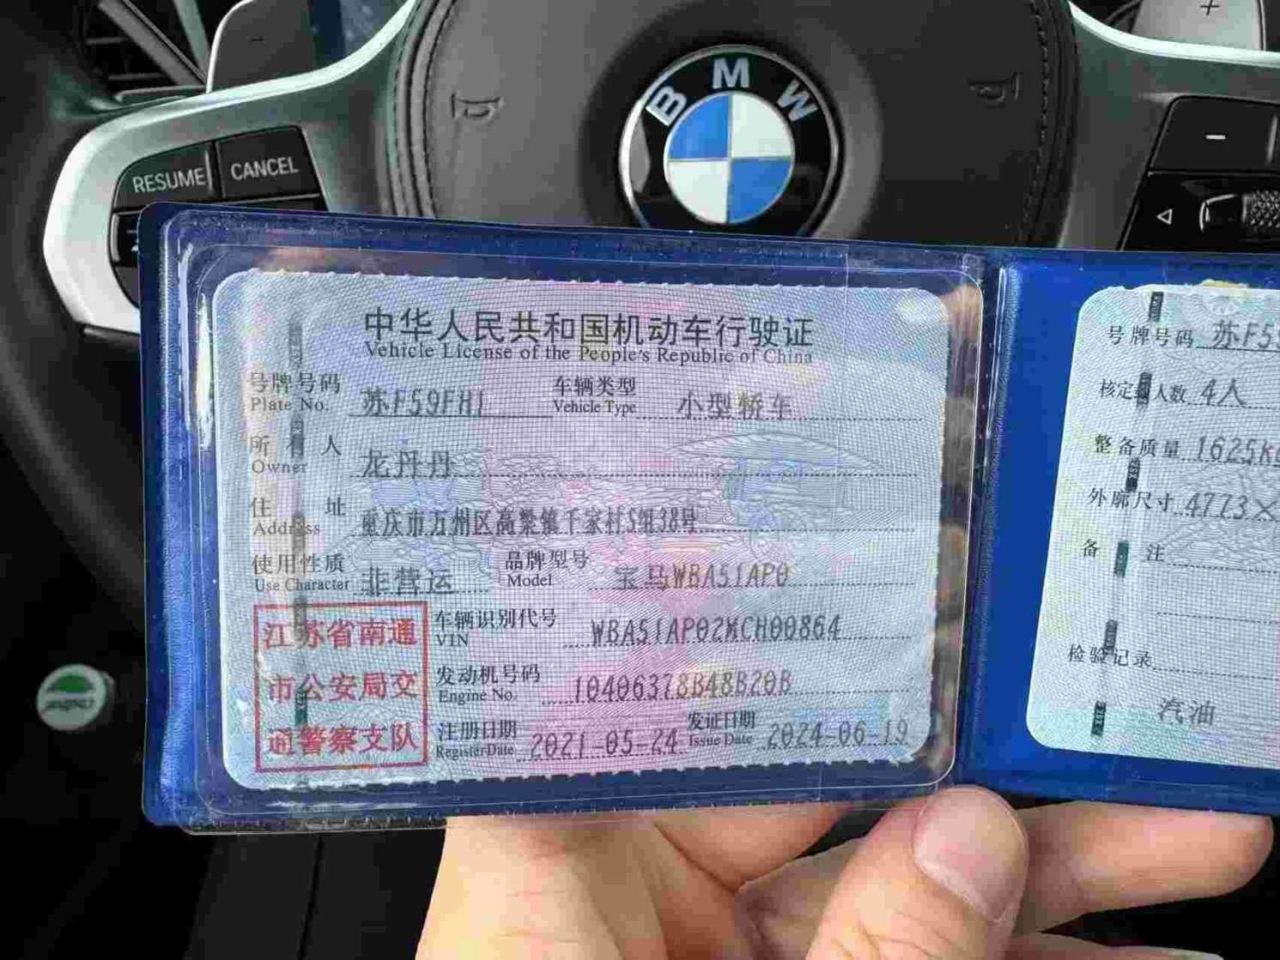 BMW
RESUME CANCEL
中华人民共和国机动车行驶证
Vehicle License of the People's Republic of China
号牌号码 苏F59FH1 车辆类型 小型轿车
Plate No. Vehicle Type
所有人 龙丹丹
Owner
住址 重庆市万州区高梁镇千家村5组38号
Address
使用性质 非营运 品牌型号 宝马WBA51AP0
Use Character Model
江苏省南通
市公安局交
通警察支队
车辆识别代号 WBA51AP02MCH00864
VIN
发动机号码 10406378B48B20B
Engine No.
注册日期 2021-05-24 发证日期 2024-06-19
Register Date Issue Date
号牌号码 苏F59
核定载人数 4人
整备质量 1625K
外廓尺寸 4773×
备注
检验记录
汽油